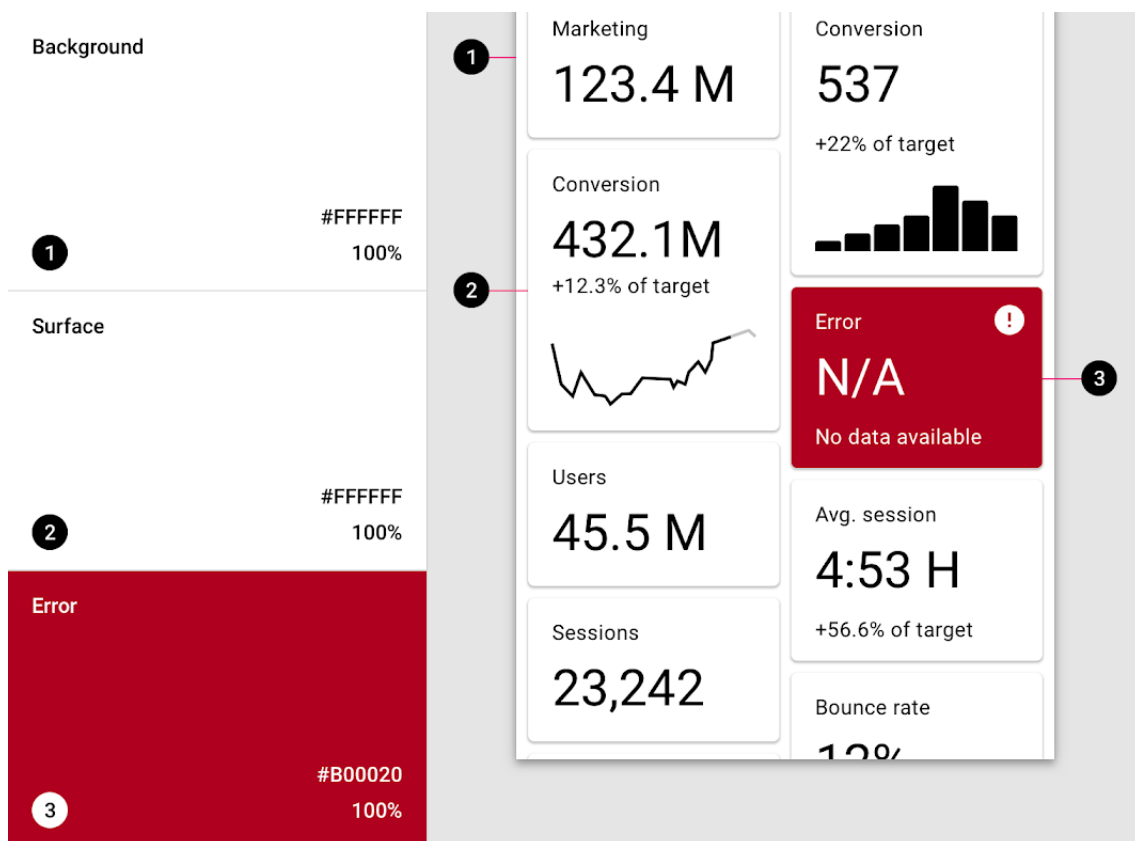 Background
#FFFFFF
1
100%
Surface
#FFFFFF
2
100%
Error
#B00020
3
100%
1
Marketing
123.4 M
Conversion
432.1M
2
+12.3% of target
Users
45.5 M
Sessions
23,242
Conversion
537
+22% of target
Error
!
N/A
3
No data available
Avg. session
4:53 H
+56.6% of target
Bounce rate
12%